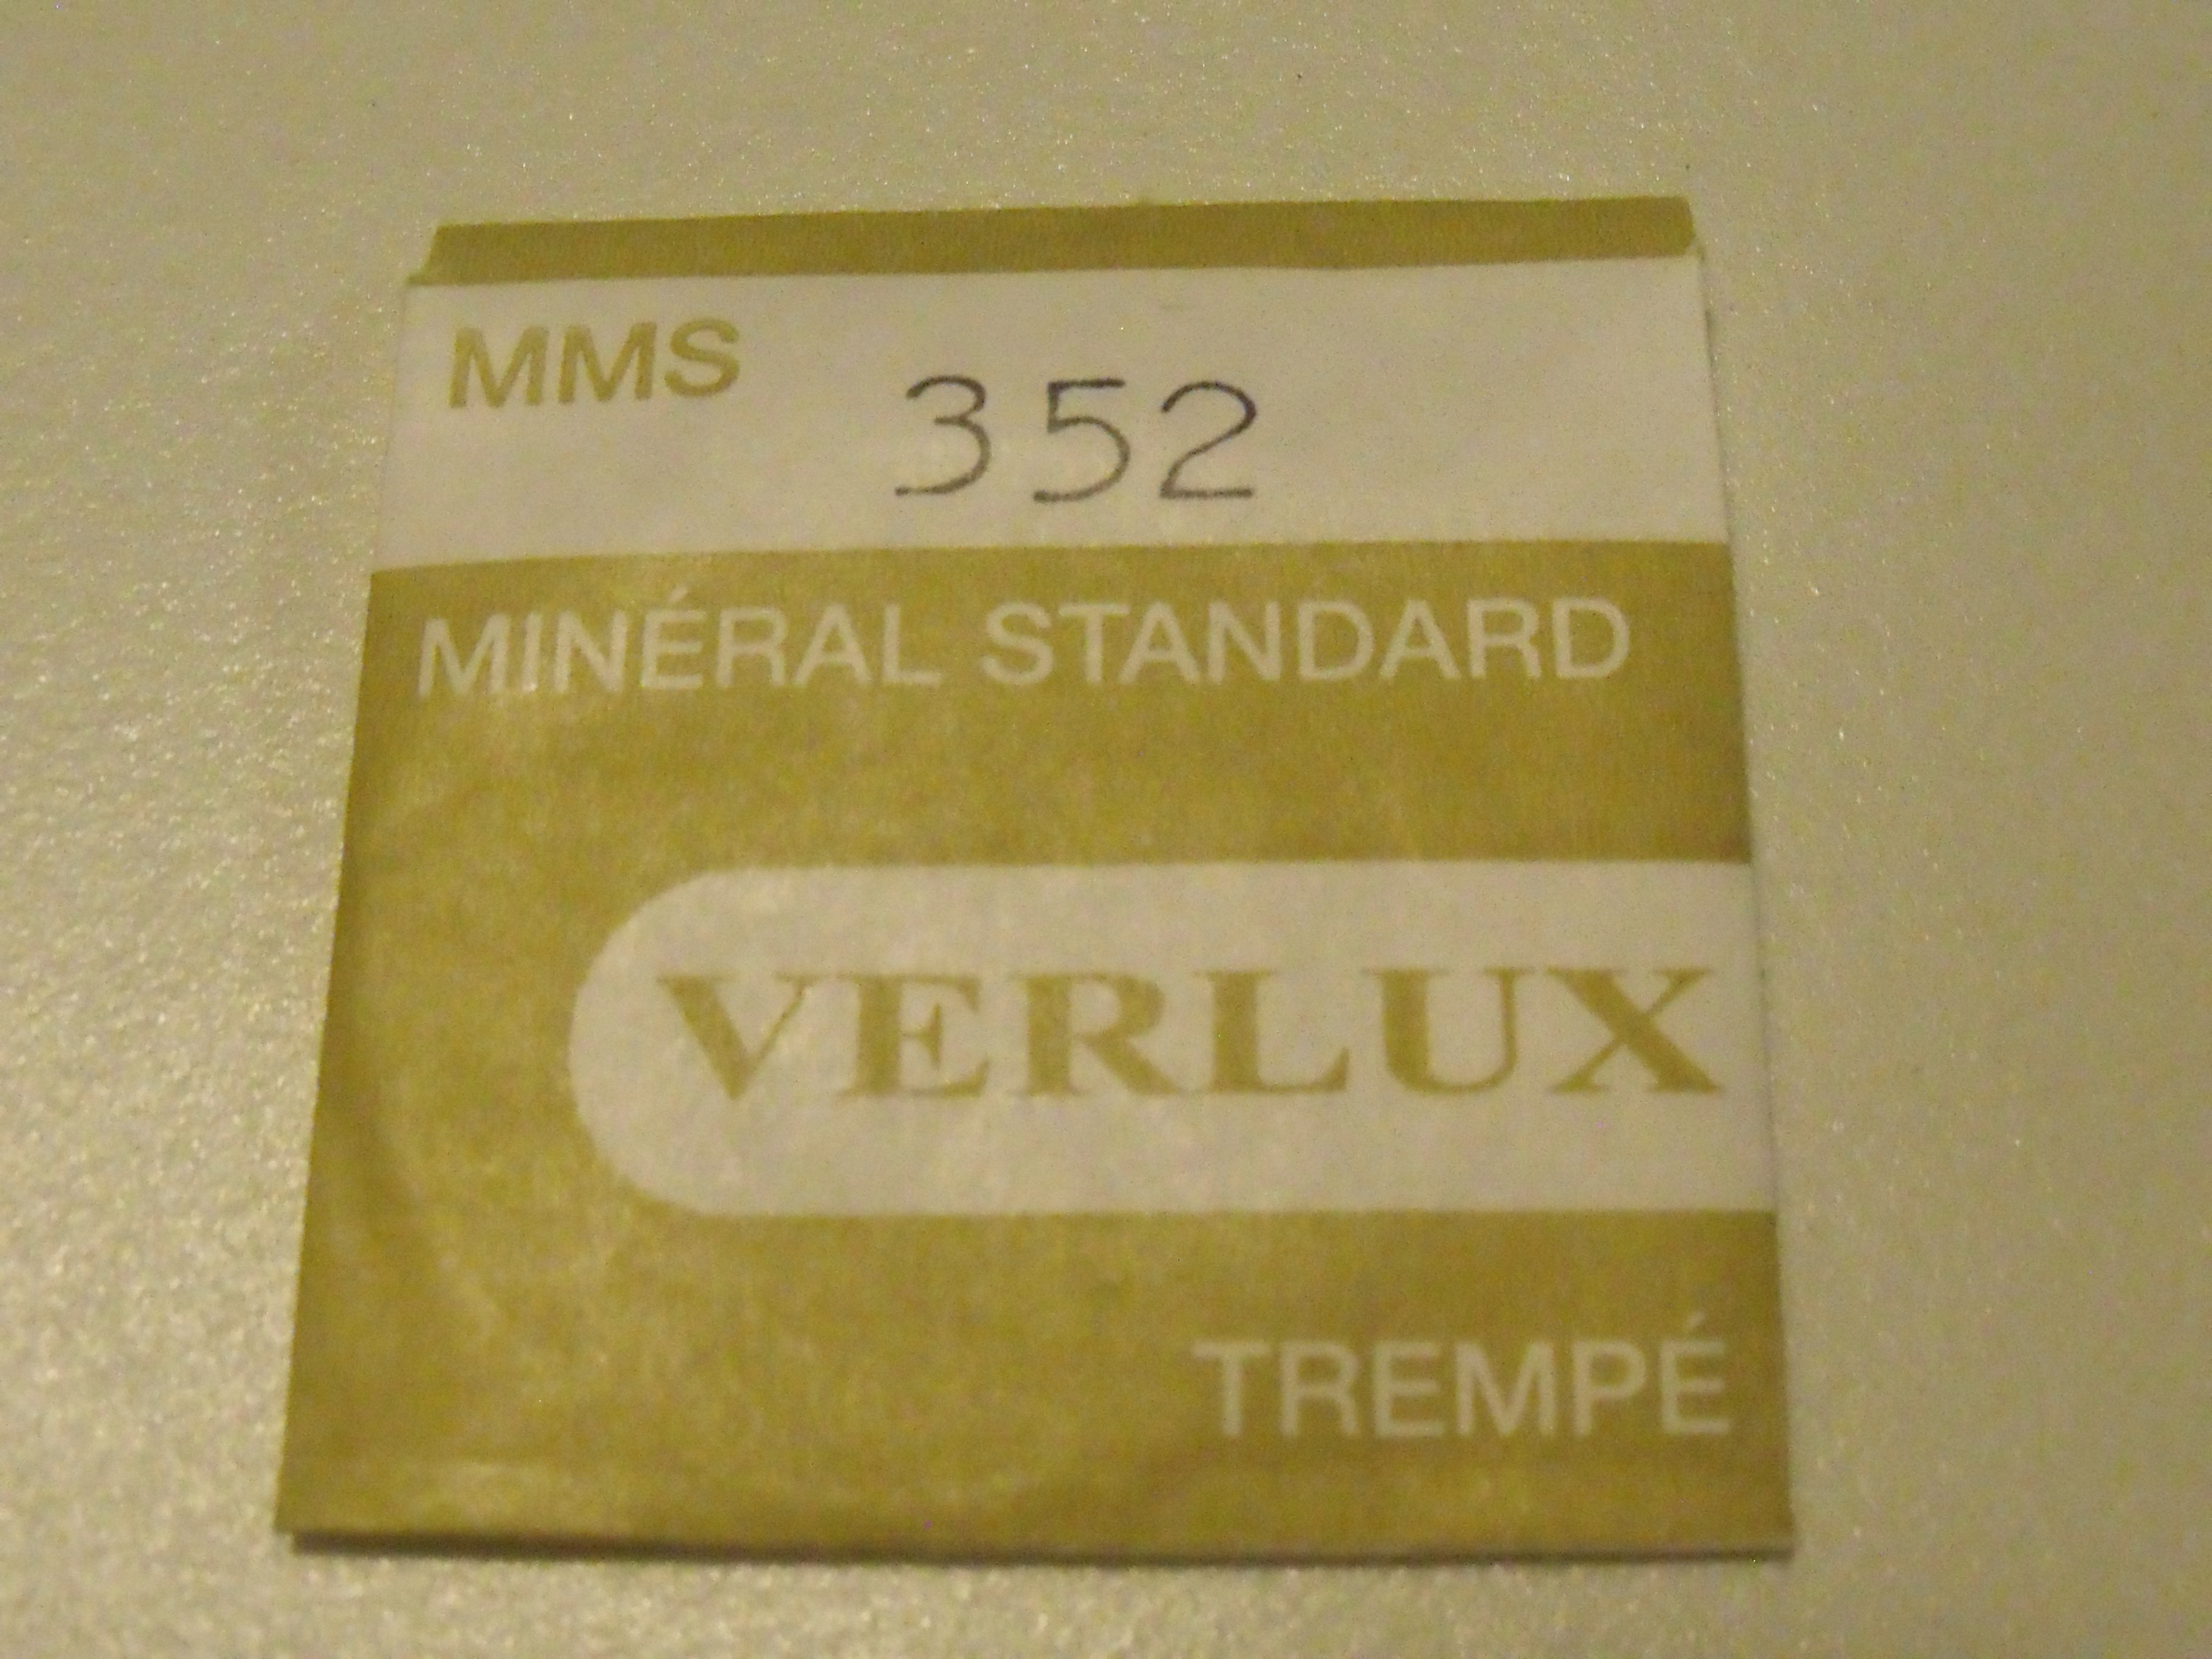 MMS 352
MINÉRAL STANDARD
VERLUX
TREMPÉ